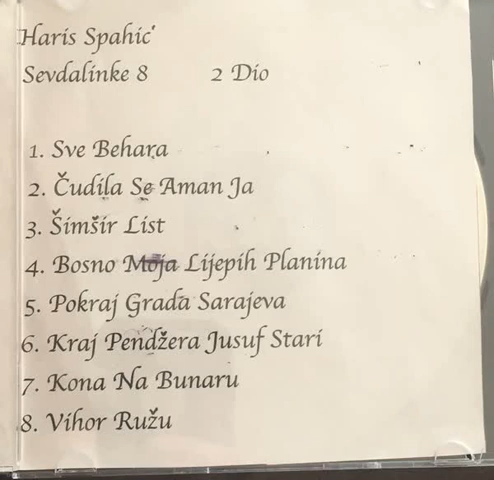 Haris Spahić
Sevdalinke 8 2 Dio
1. Sve Behara
2. Čudila Se Aman Ja
3. Šimšir List
4. Bosno Moja Lijepih Planina
5. Pokraj Grada Sarajeva
6. Kraj Pendžera Jusuf Stari
7. Kona Na Bunaru
8. Vihor Ružu